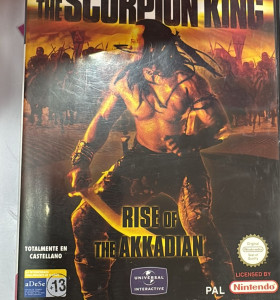 THE SCORPION KING
RISE OF
THE AKKADIAN
TOTALMENTE EN
CASTELLANO
aDeSe
+13
UNIVERSAL
INTERACTIVE
PAL
LICENSED BY
Nintendo